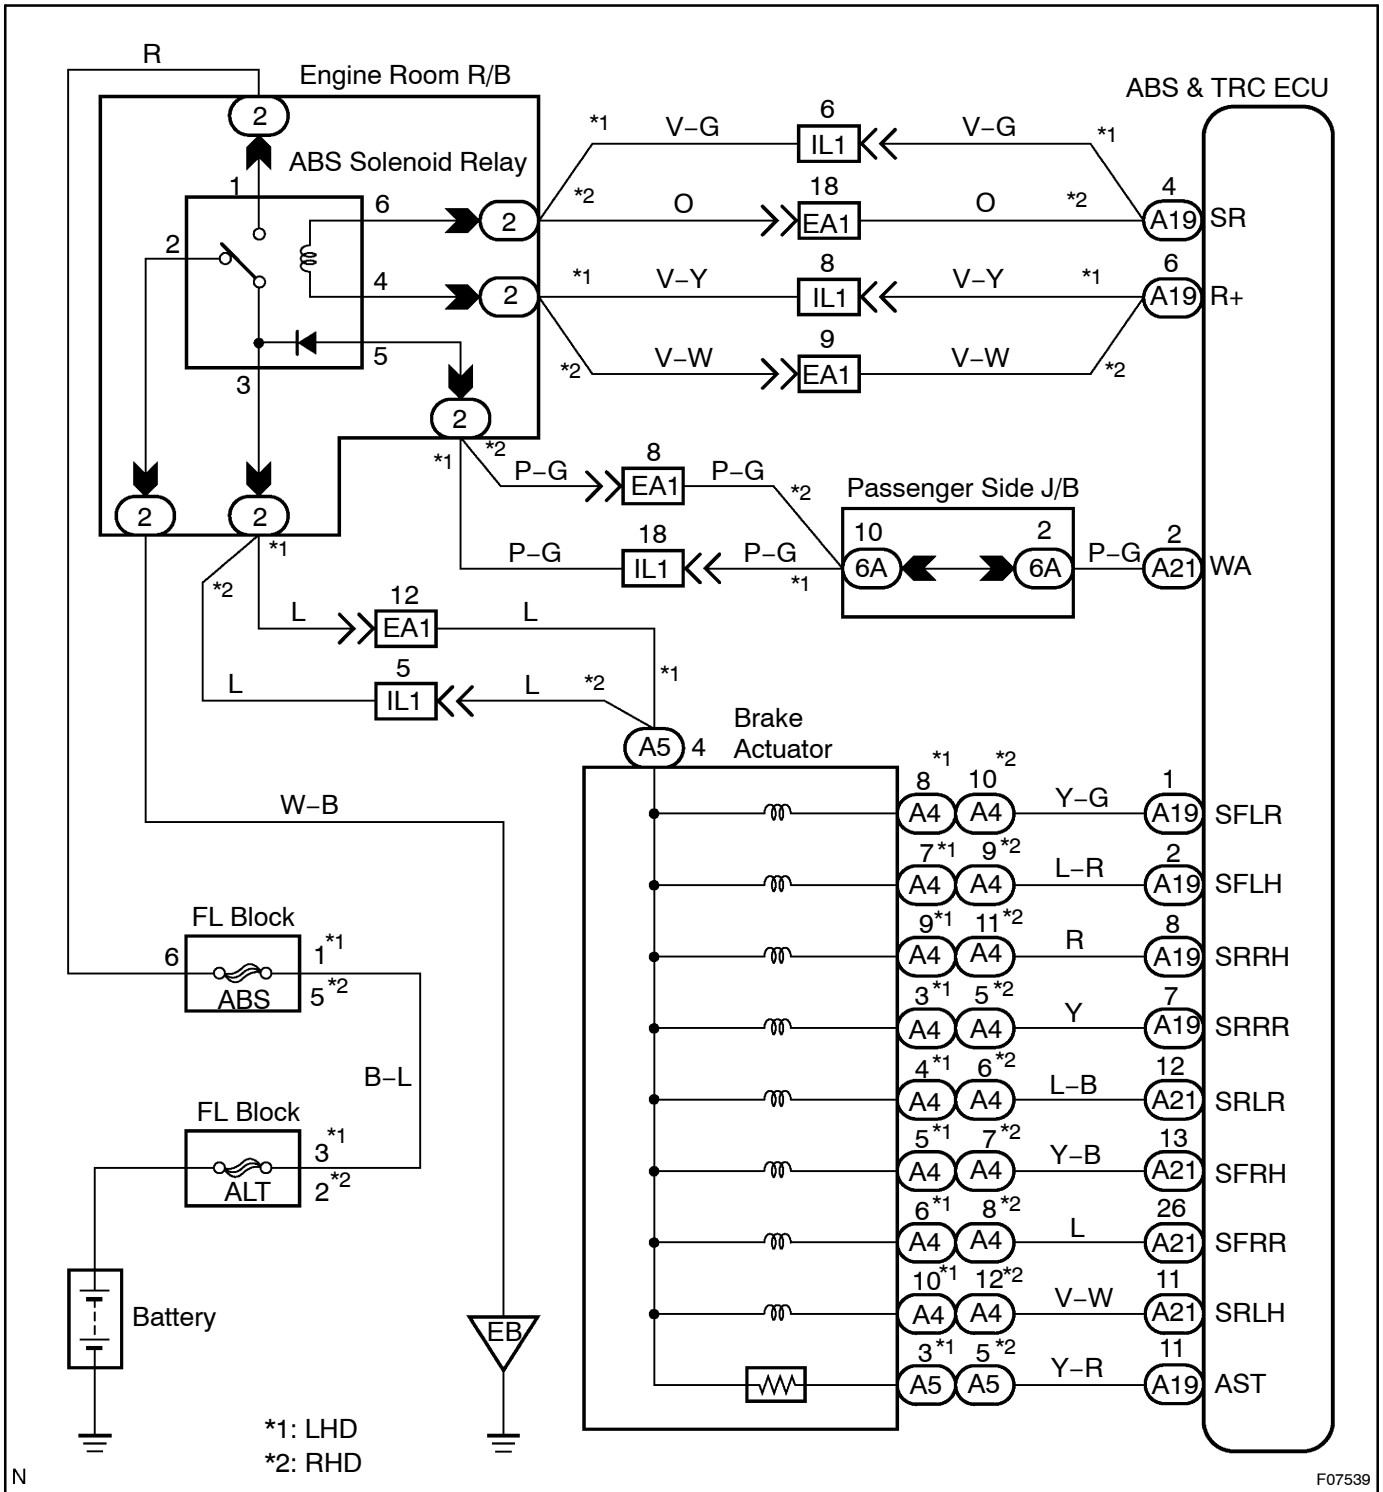 R
Engine Room R/B
ABS & TRC ECU
2
ABS Solenoid Relay
*1 V−G 6 IL1 V−G *1
1
6 2 *2 O 18 EA1 O *2 4 A19 SR
2
4 2 *1 V−Y 8 IL1 V−Y *1 6 A19 R+
5
*2 V−W 9 EA1 V−W *2
3
2
*1 *2 P−G 8 EA1 P−G *2
Passenger Side J/B
2 2 *1
P−G 18 IL1 P−G *1 10 6A 2 6A P−G 2 A21 WA
*2
L 12 EA1 L *1
L 5 IL1 L *2
A5 4
Brake
Actuator
W−B
8 *1 A4 10 *2 A4 Y−G 1 A19 SFLR
7 *1 A4 9 *2 A4 L−R 2 A19 SFLH
9 *1 A4 11 *2 A4 R 8 A19 SRRH
3 *1 A4 5 *2 A4 Y 7 A19 SRRR
4 *1 A4 6 *2 A4 L−B 12 A21 SRLR
5 *1 A4 7 *2 A4 Y−B 13 A21 SFRH
6 *1 A4 8 *2 A4 L 26 A21 SFRR
10 *1 A4 12 *2 A4 V−W 11 A21 SRLH
3 *1 A5 5 *2 A5 Y−R 11 A19 AST
FL Block
6 1 *1
ABS 5 *2
B−L
FL Block
3 *1
ALT 2 *2
Battery
EB
*1: LHD
*2: RHD
N
F07539